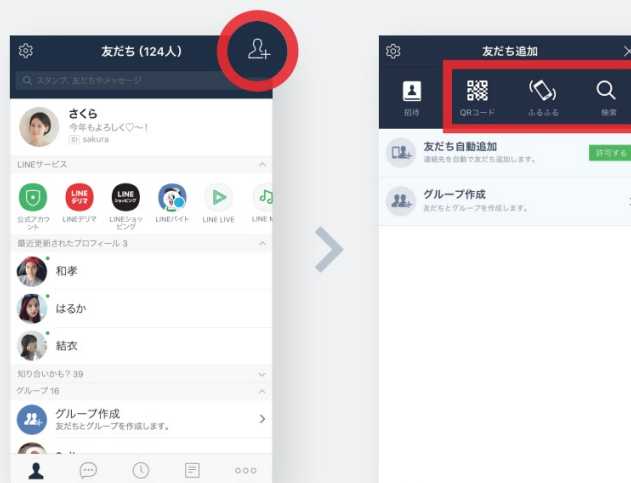 友だち (124人)
スタンプ、友だちやメッセージ
さくら
今年もよろしく♡〜!
ID sakura
LINEサービス
公式アカウント
LINE
デリマ
LINEデリマ
LINE
ショッピング
LINEショッピング
LINEバイト
LINE LIVE
LINE M
最近更新されたプロフィール 3
和孝
はるか
結衣
知り合いかも? 39
グループ 16
グループ作成
友だちとグループを作成します。
友だち追加
招待
QRコード
ふるふる
検索
友だち自動追加
連絡先を自動で友だち追加します。
許可する
グループ作成
友だちとグループを作成します。